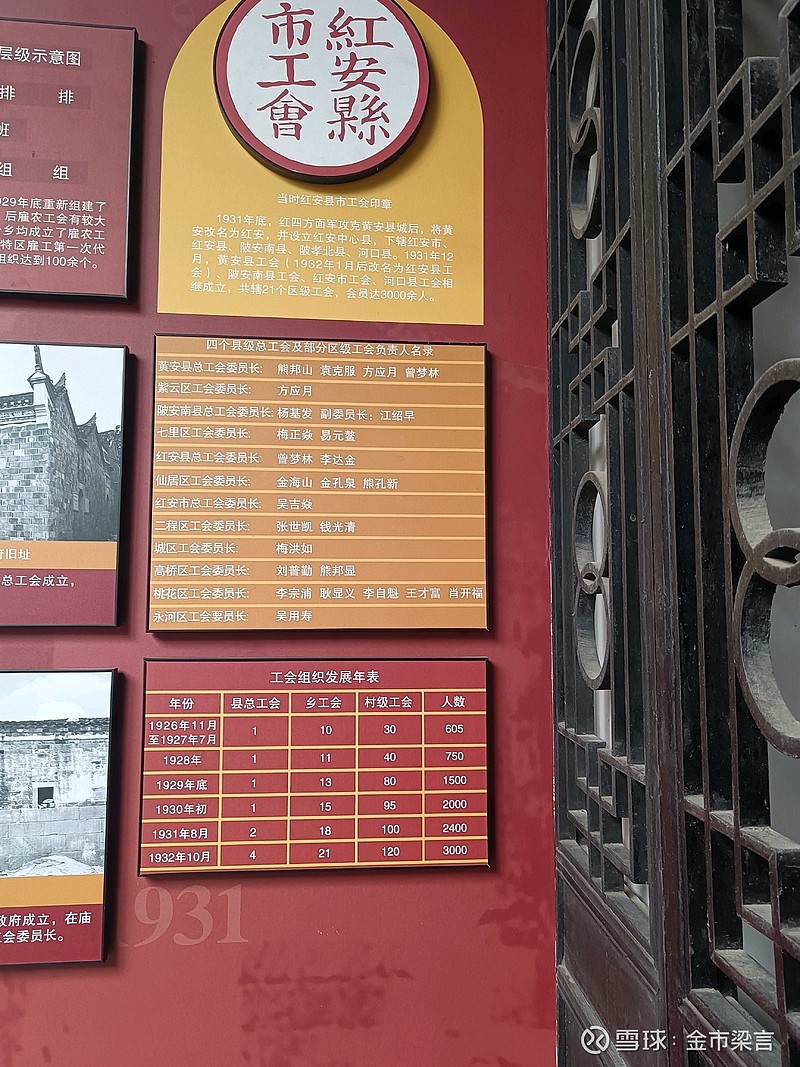 层级示意图
排 排
班
组 组
929年底重新组建了
后雇农工会有较大
乡均成立了雇农工
特区雇工第一次代
组织达到100余个。
府旧址
总工会成立，
政府成立，在庙
工会委员长。
紅安縣
市工會
当时红安县市工会印章
1931年底，红四方面军攻克黄安县城后，将黄
安改名为红安，并设立红安中心县，下辖红安市、
红安县、陂安南县、陂孝北县、河口县。1931年12
月，黄安县工会（1932年1月后改名为红安县工
会）、陂安南县工会、红安市工会、河口县工会相
继成立，共辖21个区级工会，会员达3000余人。
四个县级总工会及部分区级工会负责人名录
黄安县总工会委员长: 熊邦山 袁克服 方应月 曾梦林
紫云区工会委员长: 方应月
陂安南县总工会委员长: 杨基发 副委员长: 江绍早
七里区工会委员长: 梅正焱 易元鳌
红安县总工会委员长: 曾梦林 李达金
仙居区工会委员长: 金海山 金孔泉 熊孔新
红安市总工会委员长: 吴吉焱
二程区工会委员长: 张世凯 钱光清
城区工会委员长: 梅洪如
高桥区工会委员长: 刘普勤 熊邦显
桃花区工会委员长: 李宗浦 耿显义 李自魁 王才富 肖开福
永河区工会要员长: 吴用寿
工会组织发展年表
年份 县总工会 乡工会 村级工会 人数
1926年11月
至1927年7月 1 10 30 605
1928年 1 11 40 750
1929年底 1 13 80 1500
1930年初 1 15 95 2000
1931年8月 2 18 100 2400
1932年10月 4 21 120 3000
1931
雪球：金市梁言